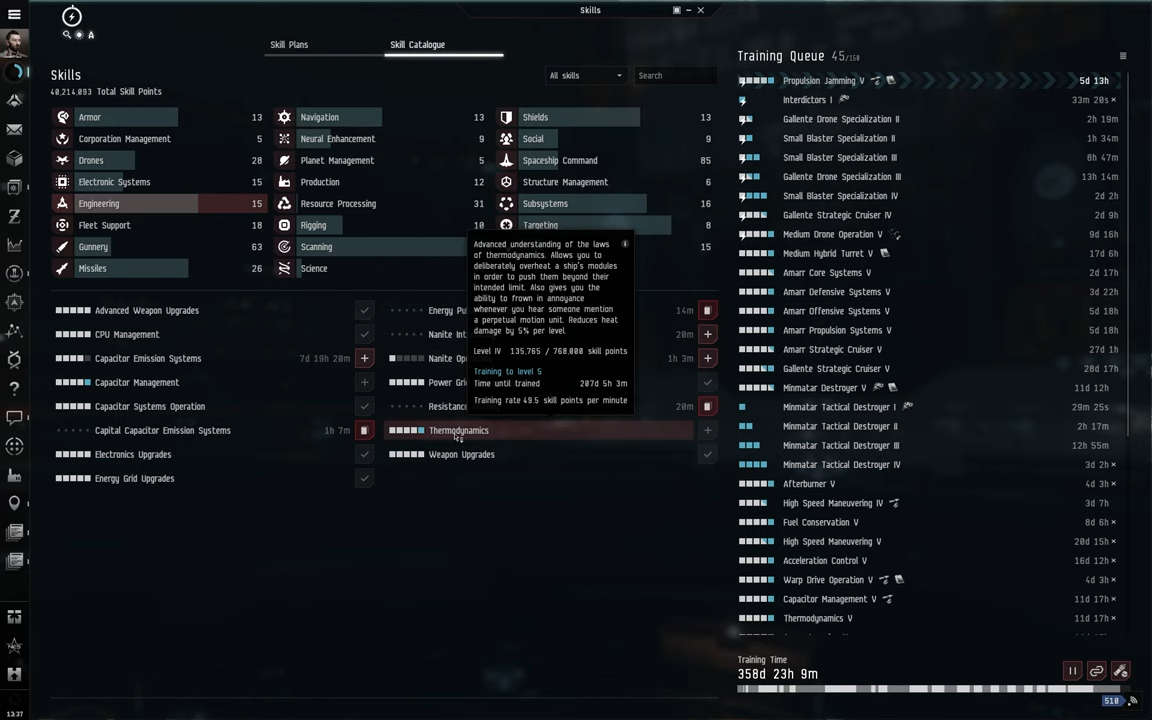 Skills
A
Skill Plans
Skill Catalogue
Skills
All skills
Search
40,214,093 Total Skill Points
Armor 13
Navigation 13
Shields 13
Corporation Management 5
Neural Enhancement 9
Social 9
Drones 28
Planet Management 5
Spaceship Command 85
Electronic Systems 15
Production 12
Structure Management 6
Engineering 15
Resource Processing 31
Subsystems 16
Fleet Support 18
Rigging 10
Targeting 8
Gunnery 63
Scanning
15
Missiles 26
Science
Advanced understanding of the laws
of thermodynamics. Allows you to
deliberately overheat a ship's modules
in order to push them beyond their
intended limit. Also gives you the
ability to frown in annoyance
whenever you hear someone mention
a perpetual motion unit. Reduces heat
damage by 5% per level.
Level IV 135,765 / 768,000 skill points
Training to level 5
Time until trained 207d 5h 3m
Training rate 49.5 skill points per minute
Advanced Weapon Upgrades
Energy Pu
14m
CPU Management
Nanite Int
20m
Capacitor Emission Systems 7d 19h 20m
Nanite Ope
1h 3m
Capacitor Management
Power Gri
Capacitor Systems Operation
Resistanc
20m
Capital Capacitor Emission Systems 1h 7m
Thermodynamics
Electronics Upgrades
Weapon Upgrades
Energy Grid Upgrades
Training Queue 45/150
Propulsion Jamming V 5d 13h
Interdictors I 33m 20s ×
Gallente Drone Specialization II 2h 19m
Small Blaster Specialization II 1h 34m
Small Blaster Specialization III 8h 47m
Gallente Drone Specialization III 13h 14m
Small Blaster Specialization IV 2d 2h
Gallente Strategic Cruiser IV 2d 9h
Medium Drone Operation V 9d 16h
Medium Hybrid Turret V 17d 6h
Amarr Core Systems V 2d 17h
Amarr Defensive Systems V 3d 22h
Amarr Offensive Systems V 5d 18h
Amarr Propulsion Systems V 5d 18h
Amarr Strategic Cruiser V 27d 1h
Gallente Strategic Cruiser V 28d 17h
Minmatar Destroyer V 11d 12h
Minmatar Tactical Destroyer I 29m 25s
Minmatar Tactical Destroyer II 2h 17m
Minmatar Tactical Destroyer III 12h 55m
Minmatar Tactical Destroyer IV 3d 2h ×
Afterburner V 4d 3h ×
High Speed Maneuvering IV 3d 7h
Fuel Conservation V 8d 6h ×
High Speed Maneuvering V 20d 15h ×
Acceleration Control V 16d 12h ×
Warp Drive Operation V 4d 3h ×
Capacitor Management V 11d 17h ×
Thermodynamics V 11d 17h ×
Training Time
358d 23h 9m
510
13:37